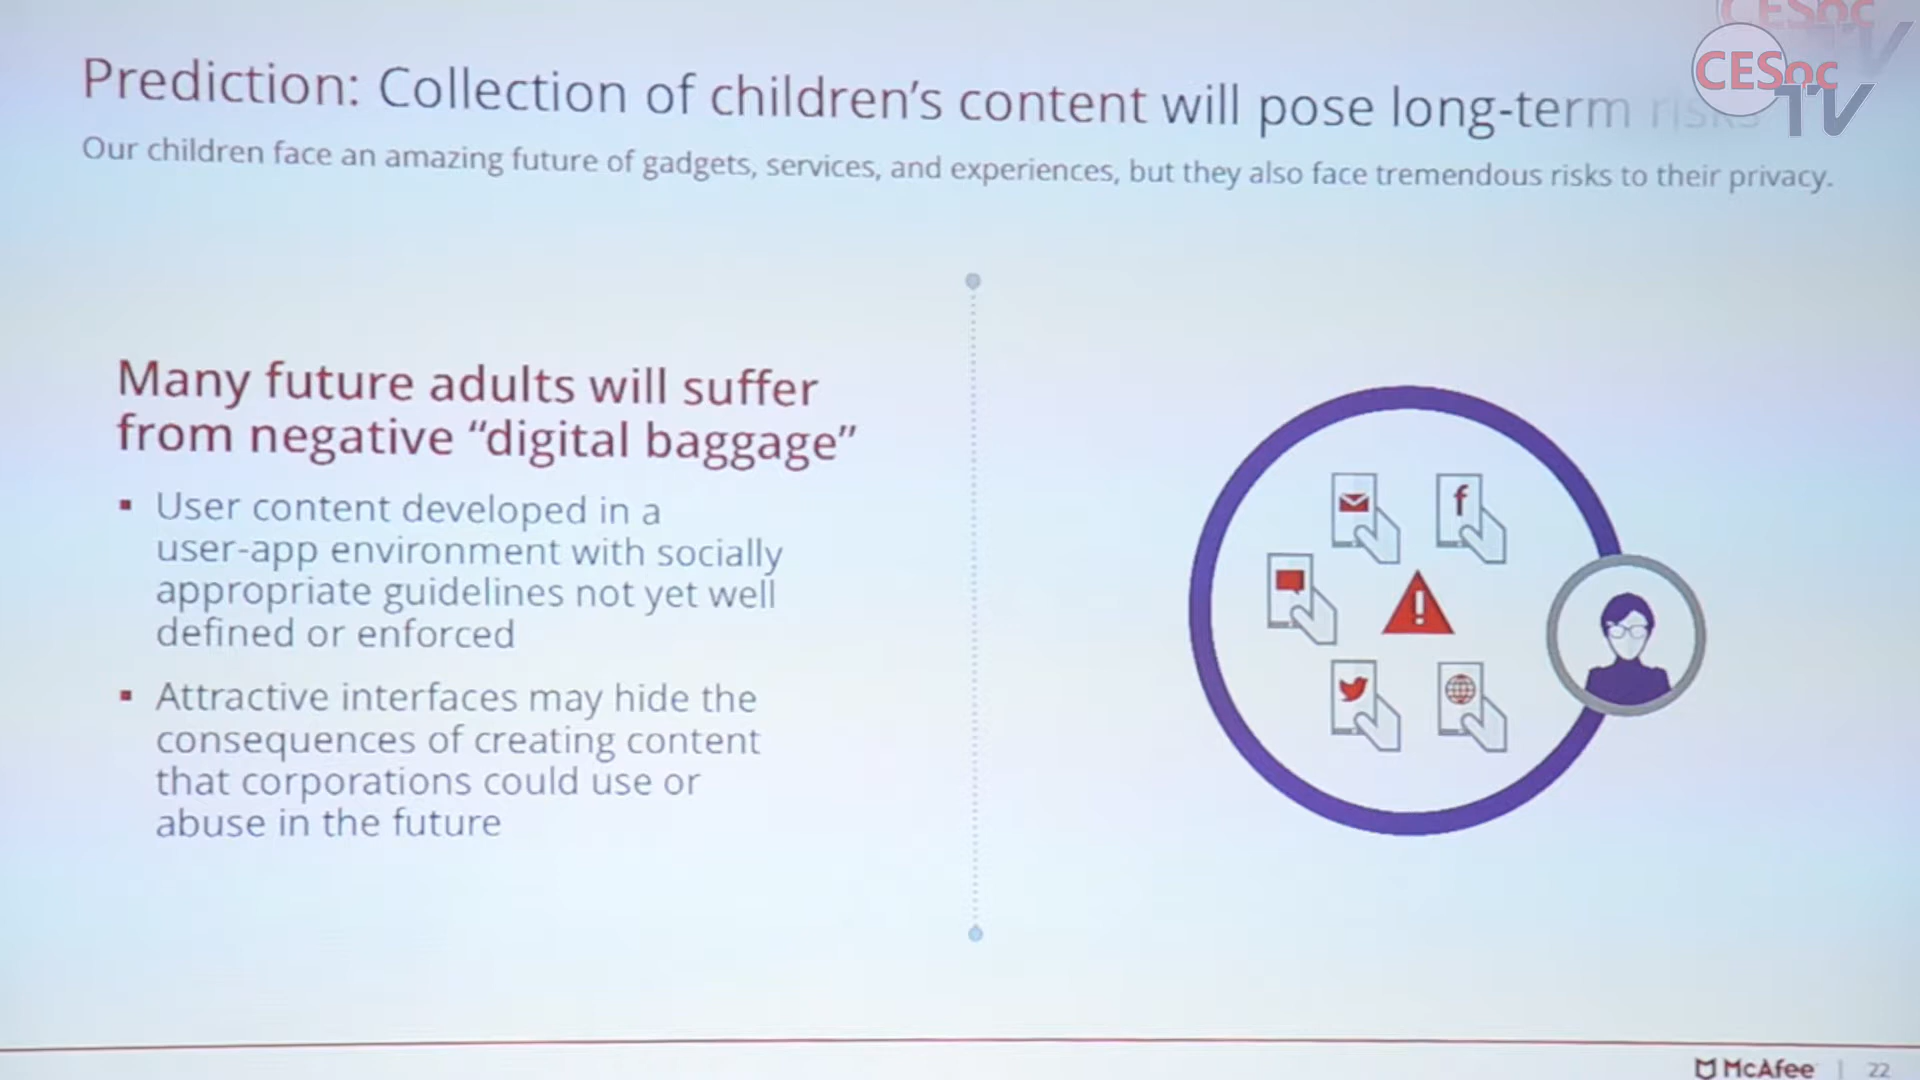 Prediction: Collection of children's content will pose long-term risks
Our children face an amazing future of gadgets, services, and experiences, but they also face tremendous risks to their privacy.
Many future adults will suffer
from negative “digital baggage”
▪ User content developed in a
user-app environment with socially
appropriate guidelines not yet well
defined or enforced
▪ Attractive interfaces may hide the
consequences of creating content
that corporations could use or
abuse in the future
f
!
CESoc
TV
CESoc
TV
McAfee | 22